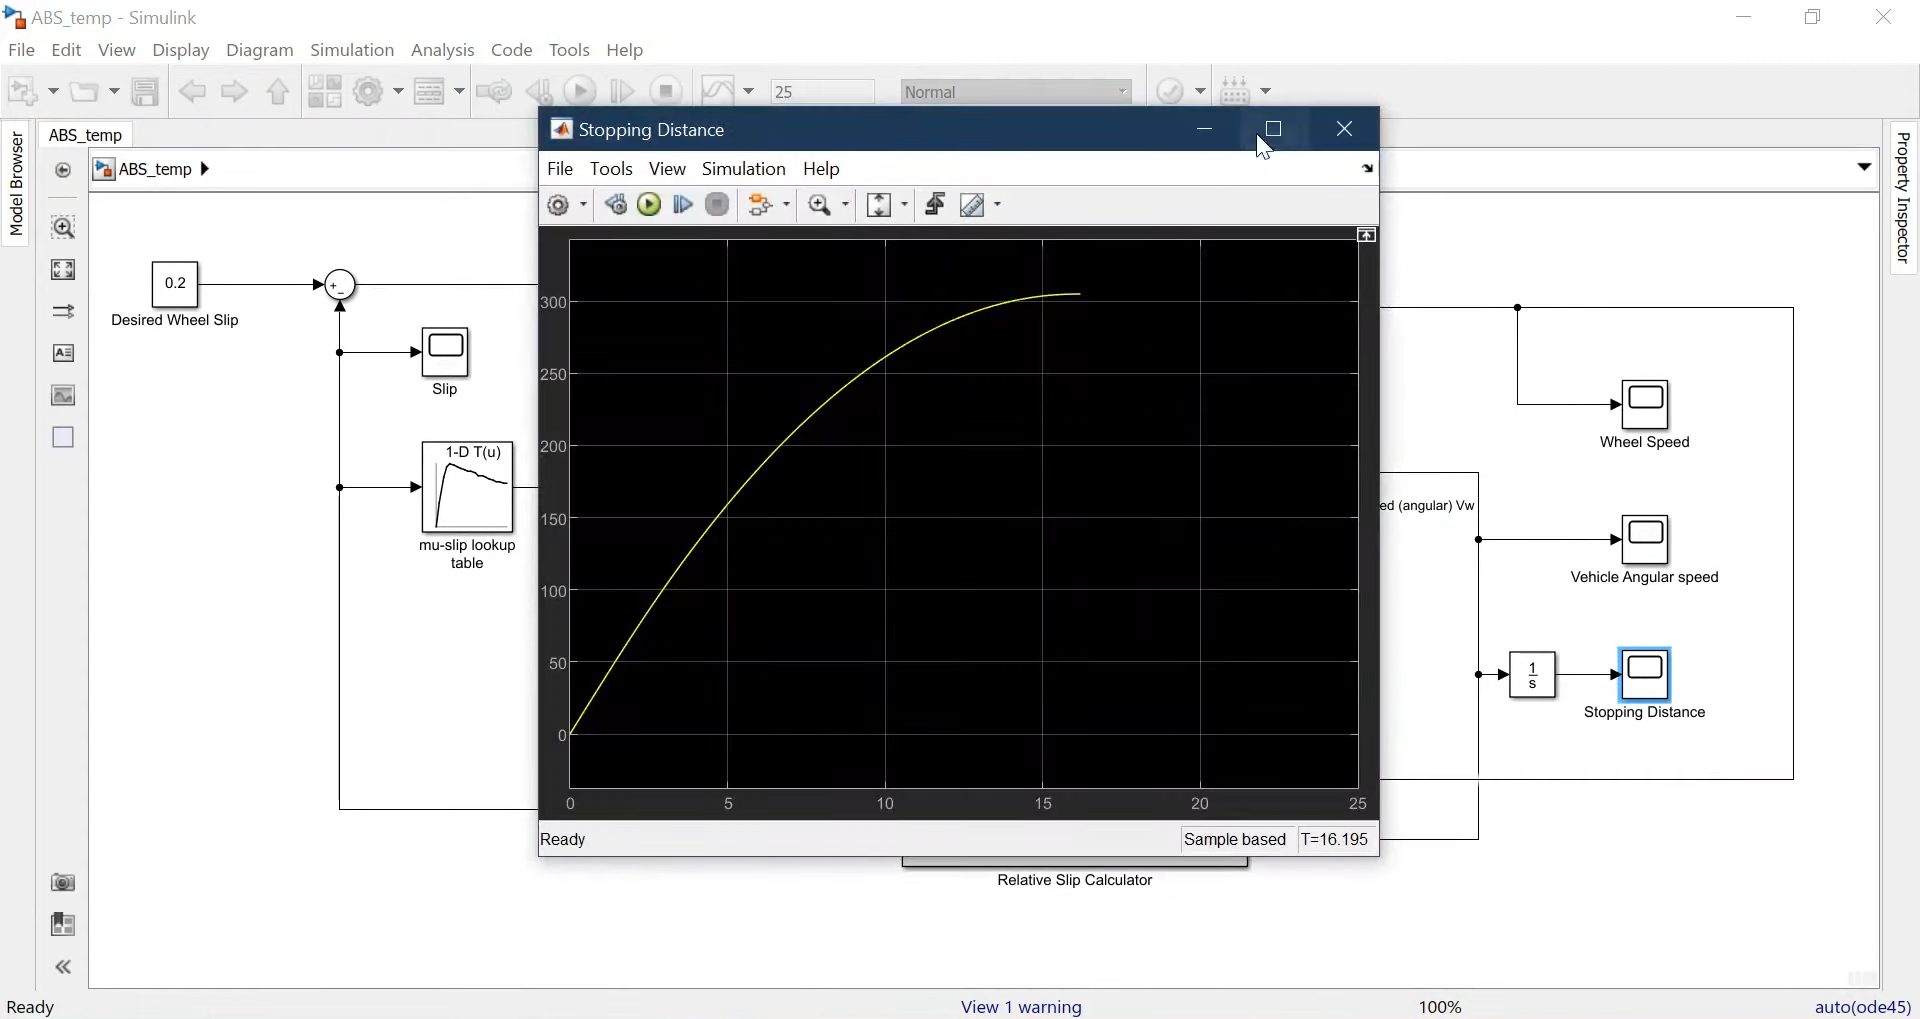 ABS_temp - Simulink
File Edit View Display Diagram Simulation Analysis Code Tools Help
25 Normal
Model Browser
ABS_temp
ABS_temp
Property Inspector
Stopping Distance
File Tools View Simulation Help
300
250
200
150
100
50
0
0 5 10 15 20 25
Ready Sample based T=16.195
0.2
Desired Wheel Slip
+
-
Slip
1-D T(u)
mu-slip lookup
table
Wheel Speed
ed (angular) Vw
Vehicle Angular speed
1
s
Stopping Distance
Relative Slip Calculator
Ready View 1 warning 100% auto(ode45)